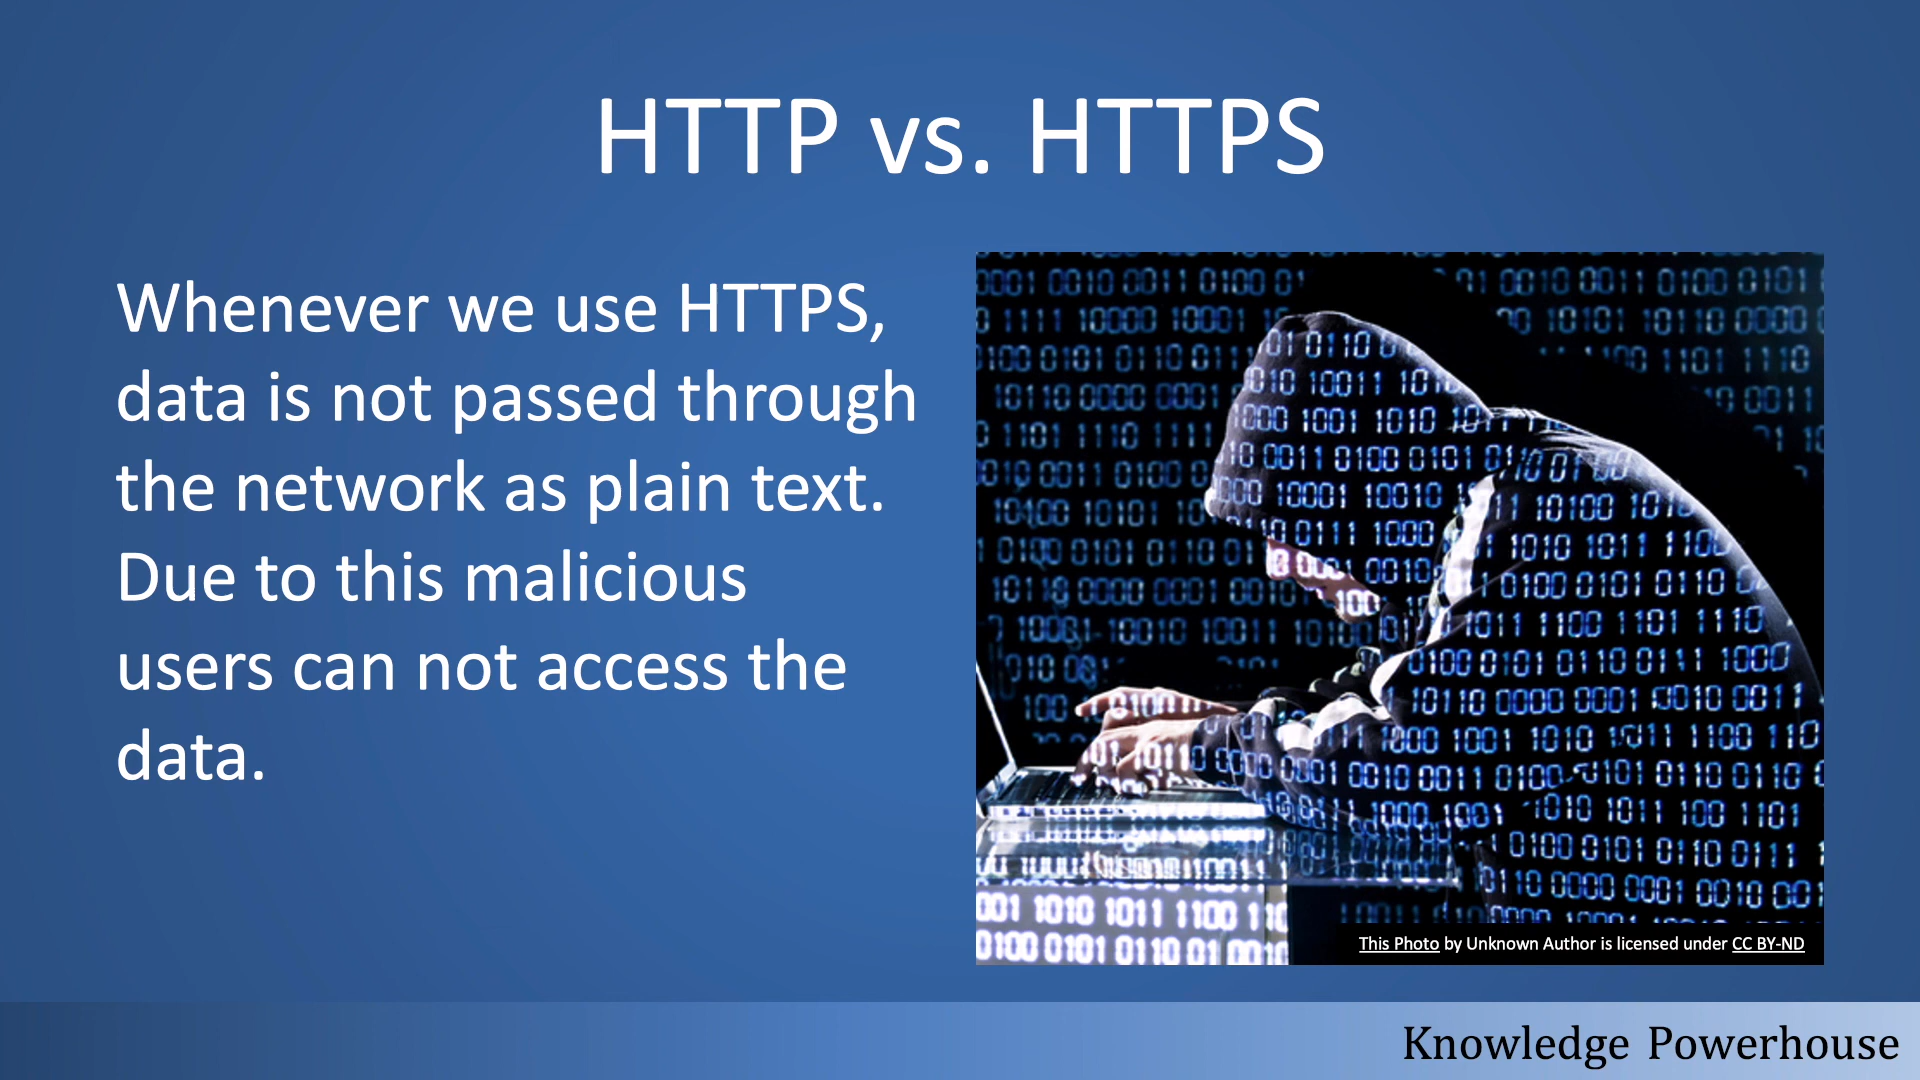 HTTP vs. HTTPS
Whenever we use HTTPS,
data is not passed through
the network as plain text.
Due to this malicious
users can not access the
data.
This Photo by Unknown Author is licensed under CC BY-ND
Knowledge Powerhouse